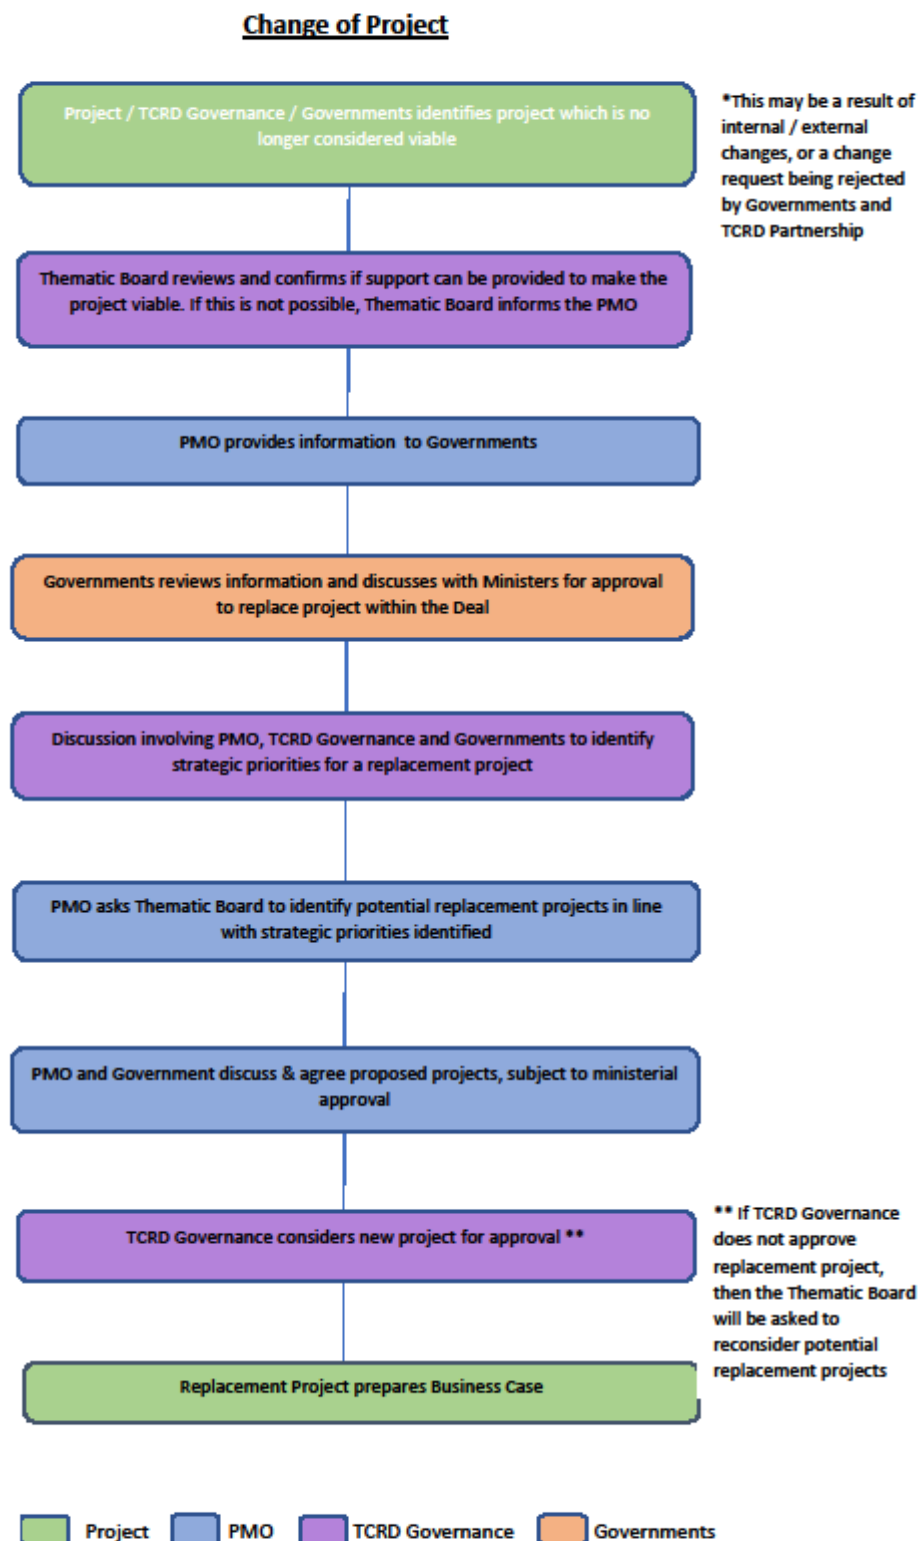 Change of Project
Project / TCRD Governance / Governments identifies project which is no
longer considered viable
*This may be a result of
internal / external
changes, or a change
request being rejected
by Governments and
TCRD Partnership
Thematic Board reviews and confirms if support can be provided to make the
project viable. If this is not possible, Thematic Board informs the PMO
PMO provides information to Governments
Governments reviews information and discusses with Ministers for approval
to replace project within the Deal
Discussion involving PMO, TCRD Governance and Governments to identify
strategic priorities for a replacement project
PMO asks Thematic Board to identify potential replacement projects in line
with strategic priorities identified
PMO and Government discuss & agree proposed projects, subject to ministerial
approval
TCRD Governance considers new project for approval **
** If TCRD Governance
does not approve
replacement project,
then the Thematic Board
will be asked to
reconsider potential
replacement projects
Replacement Project prepares Business Case
Project PMO TCRD Governance Governments